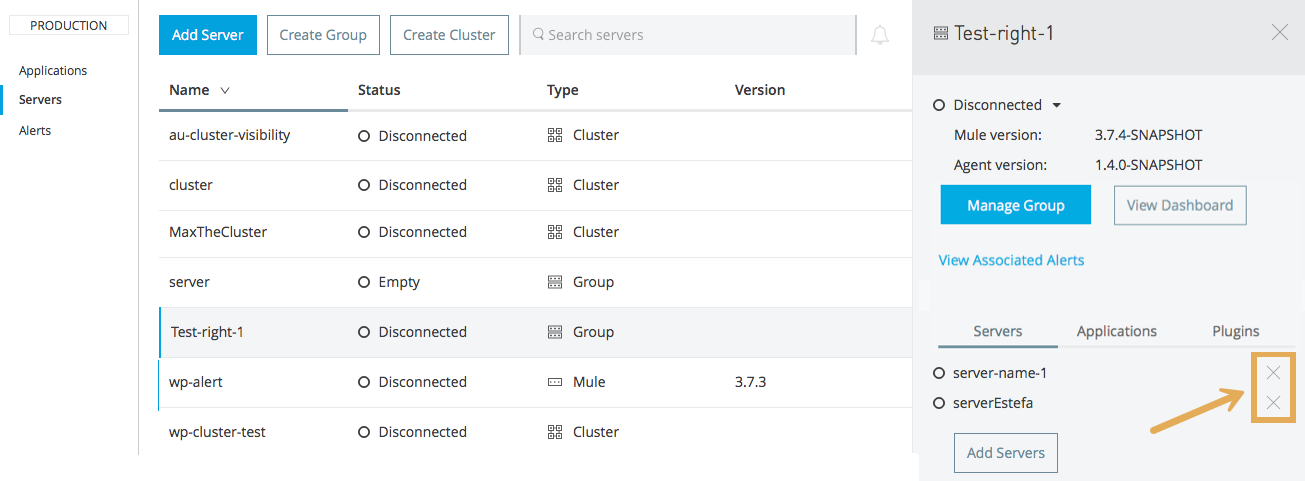 PRODUCTION
Applications
Servers
Alerts
Add Server Create Group Create Cluster Search servers
Name Status Type Version
au-cluster-visibility Disconnected Cluster
cluster Disconnected Cluster
MaxTheCluster Disconnected Cluster
server Empty Group
Test-right-1 Disconnected Group
wp-alert Disconnected Mule 3.7.3
wp-cluster-test Disconnected Cluster
Test-right-1
Disconnected
Mule version: 3.7.4-SNAPSHOT
Agent version: 1.4.0-SNAPSHOT
Manage Group View Dashboard
View Associated Alerts
Servers Applications Plugins
server-name-1
serverEstefa
Add Servers